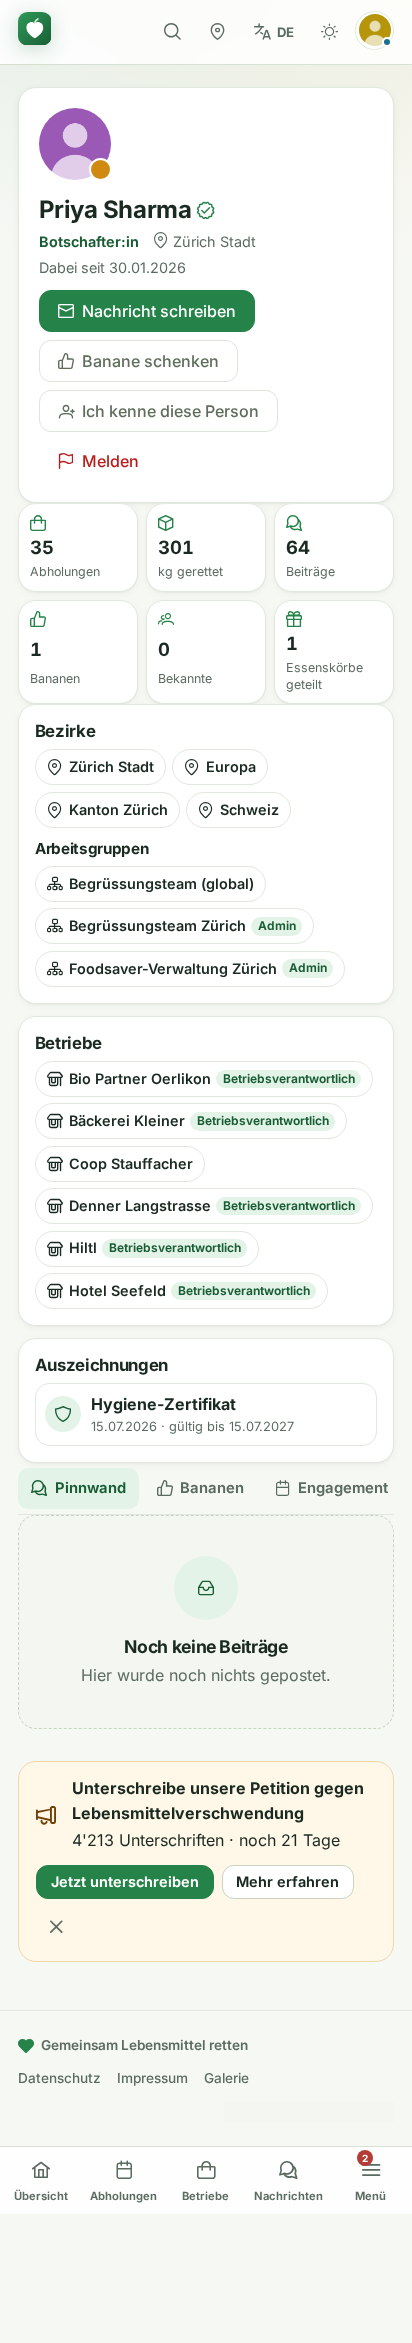 DE
Priya Sharma
Botschafter:in Zürich Stadt
Dabei seit 30.01.2026
Nachricht schreiben
Banane schenken
Ich kenne diese Person
Melden
35
Abholungen
301
kg gerettet
64
Beiträge
1
Bananen
0
Bekannte
1
Essenskörbe
geteilt
Bezirke
Zürich Stadt
Europa
Kanton Zürich
Schweiz
Arbeitsgruppen
Begrüssungsteam (global)
Begrüssungsteam Zürich Admin
Foodsaver-Verwaltung Zürich Admin
Betriebe
Bio Partner Oerlikon Betriebsverantwortlich
Bäckerei Kleiner Betriebsverantwortlich
Coop Stauffacher
Denner Langstrasse Betriebsverantwortlich
Hiltl Betriebsverantwortlich
Hotel Seefeld Betriebsverantwortlich
Auszeichnungen
Hygiene-Zertifikat
15.07.2026 · gültig bis 15.07.2027
Pinnwand Bananen Engagement
Noch keine Beiträge
Hier wurde noch nichts gepostet.
Unterschreibe unsere Petition gegen
Lebensmittelverschwendung
4'213 Unterschriften · noch 21 Tage
Jetzt unterschreiben Mehr erfahren
Gemeinsam Lebensmittel retten
Datenschutz Impressum Galerie
2
Übersicht Abholungen Betriebe Nachrichten Menü